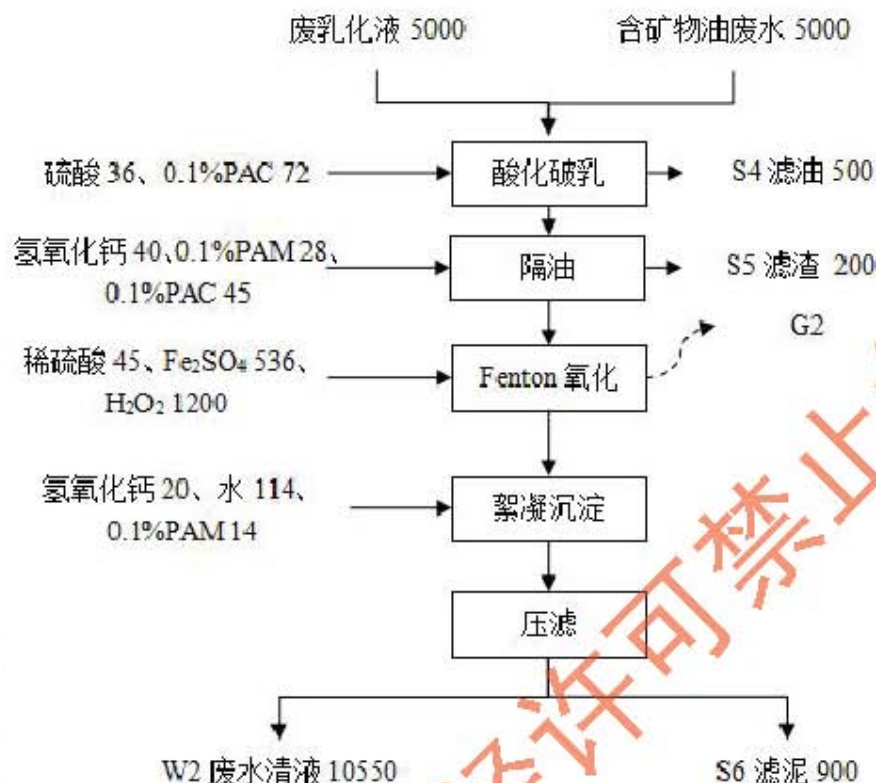 废乳化液 5000
含矿物油废水 5000
硫酸 36、0.1%PAC 72
酸化破乳
S4 滤油 500
氢氧化钙 40、0.1%PAM 28、
0.1%PAC 45
隔油
S5 滤渣 200
G2
稀硫酸 45、Fe₂SO₄ 536、
H₂O₂ 1200
Fenton 氧化
氢氧化钙 20、水 114、
0.1%PAM 14
絮凝沉淀
压滤
W2 废水清液 10550
S6 滤泥 900
经许可禁止